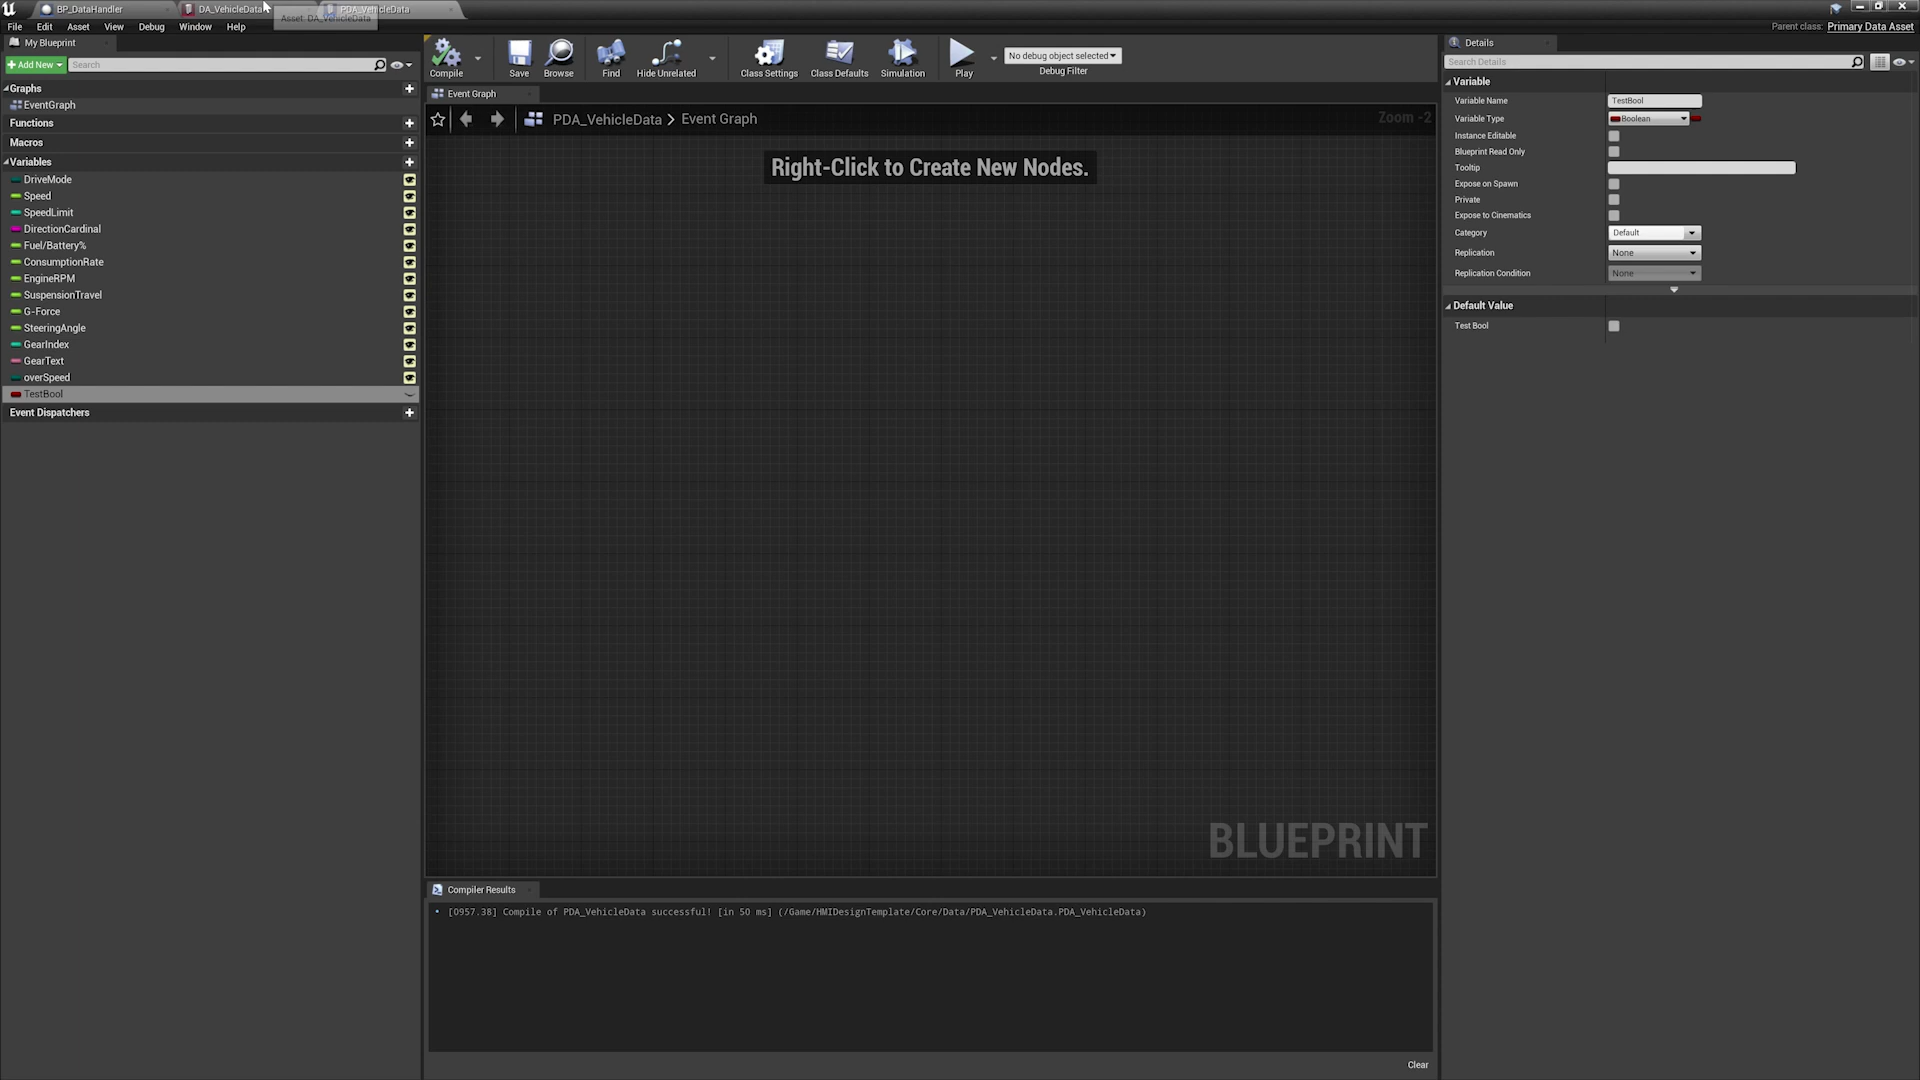 BP_DataHandler
DA_VehicleData
PDA_VehicleData
Asset: DA_VehicleData
File Edit Asset View Debug Window Help
Parent class: Primary Data Asset
My Blueprint
Add New
Search
Graphs
EventGraph
Functions
Macros
Variables
DriveMode
Speed
SpeedLimit
DirectionCardinal
Fuel/Battery%
ConsumptionRate
EngineRPM
SuspensionTravel
G-Force
SteeringAngle
GearIndex
GearText
overSpeed
TestBool
Event Dispatchers
Compile
Save
Browse
Find
Hide Unrelated
Class Settings
Class Defaults
Simulation
Play
No debug object selected
Debug Filter
Event Graph
PDA_VehicleData > Event Graph
Zoom -2
Right-Click to Create New Nodes.
BLUEPRINT
Compiler Results
[0957.38] Compile of PDA_VehicleData successful! [in 50 ms] (/Game/HMIDesignTemplate/Core/Data/PDA_VehicleData.PDA_VehicleData)
Clear
Details
Search Details
Variable
Variable Name TestBool
Variable Type Boolean
Instance Editable
Blueprint Read Only
Tooltip
Expose on Spawn
Private
Expose to Cinematics
Category Default
Replication None
Replication Condition None
Default Value
Test Bool